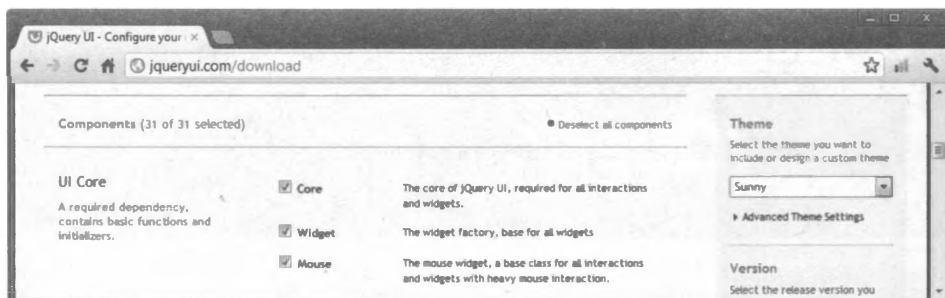 jQuery UI - Configure your
jqueryui.com/download
Components (31 of 31 selected)
Deselect all components
UI Core
A required dependency,
contains basic functions and
initializers.
Core
The core of jQuery UI, required for all interactions
and widgets.
Widget
The widget factory, base for all widgets
Mouse
The mouse widget, a base class for all interactions
and widgets with heavy mouse interaction.
Theme
Select the theme you want to
include or design a custom theme
Sunny
Advanced Theme Settings
Version
Select the release version you